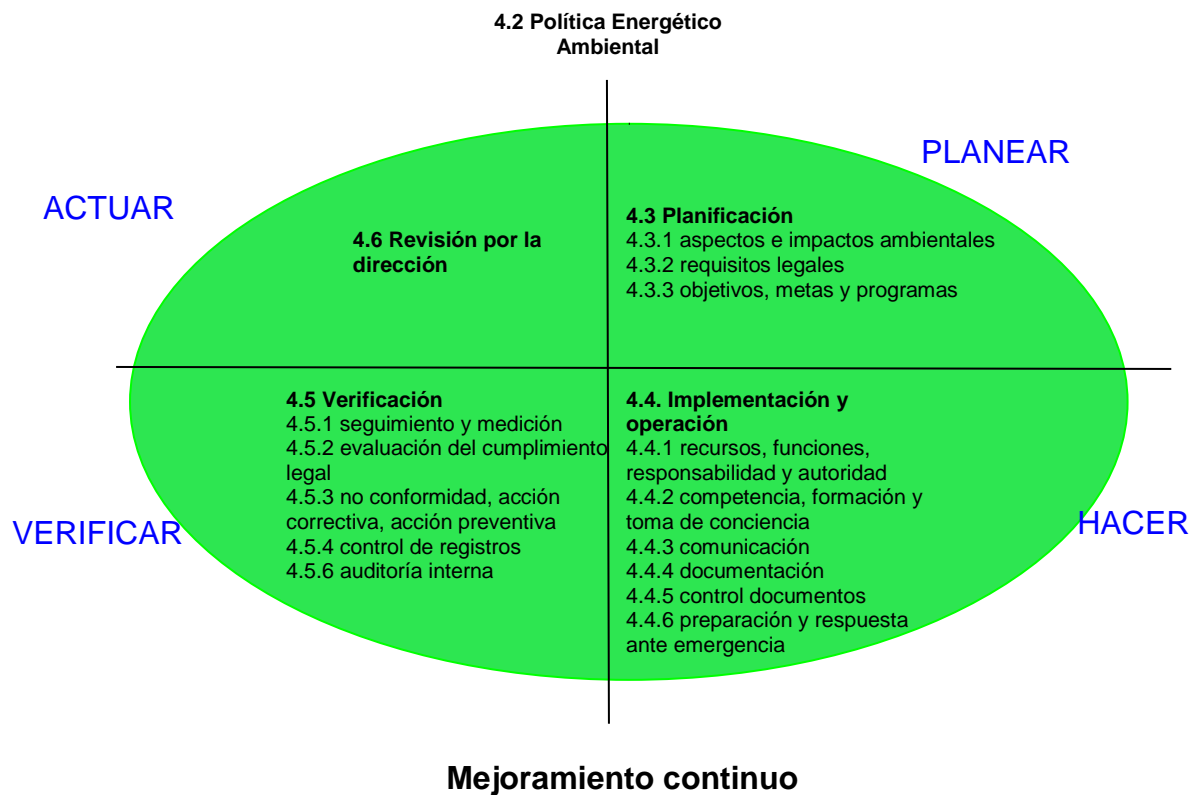 4.2 Política Energético
Ambiental
PLANEAR
ACTUAR
4.6 Revisión por la
dirección
4.3 Planificación
4.3.1 aspectos e impactos ambientales
4.3.2 requisitos legales
4.3.3 objetivos, metas y programas
4.5 Verificación
4.5.1 seguimiento y medición
4.5.2 evaluación del cumplimiento
legal
4.5.3 no conformidad, acción
correctiva, acción preventiva
4.5.4 control de registros
4.5.6 auditoría interna
VERIFICAR
4.4. Implementación y
operación
4.4.1 recursos, funciones,
responsabilidad y autoridad
4.4.2 competencia, formación y
toma de conciencia
4.4.3 comunicación
4.4.4 documentación
4.4.5 control documentos
4.4.6 preparación y respuesta
ante emergencia
HACER
Mejoramiento continuo